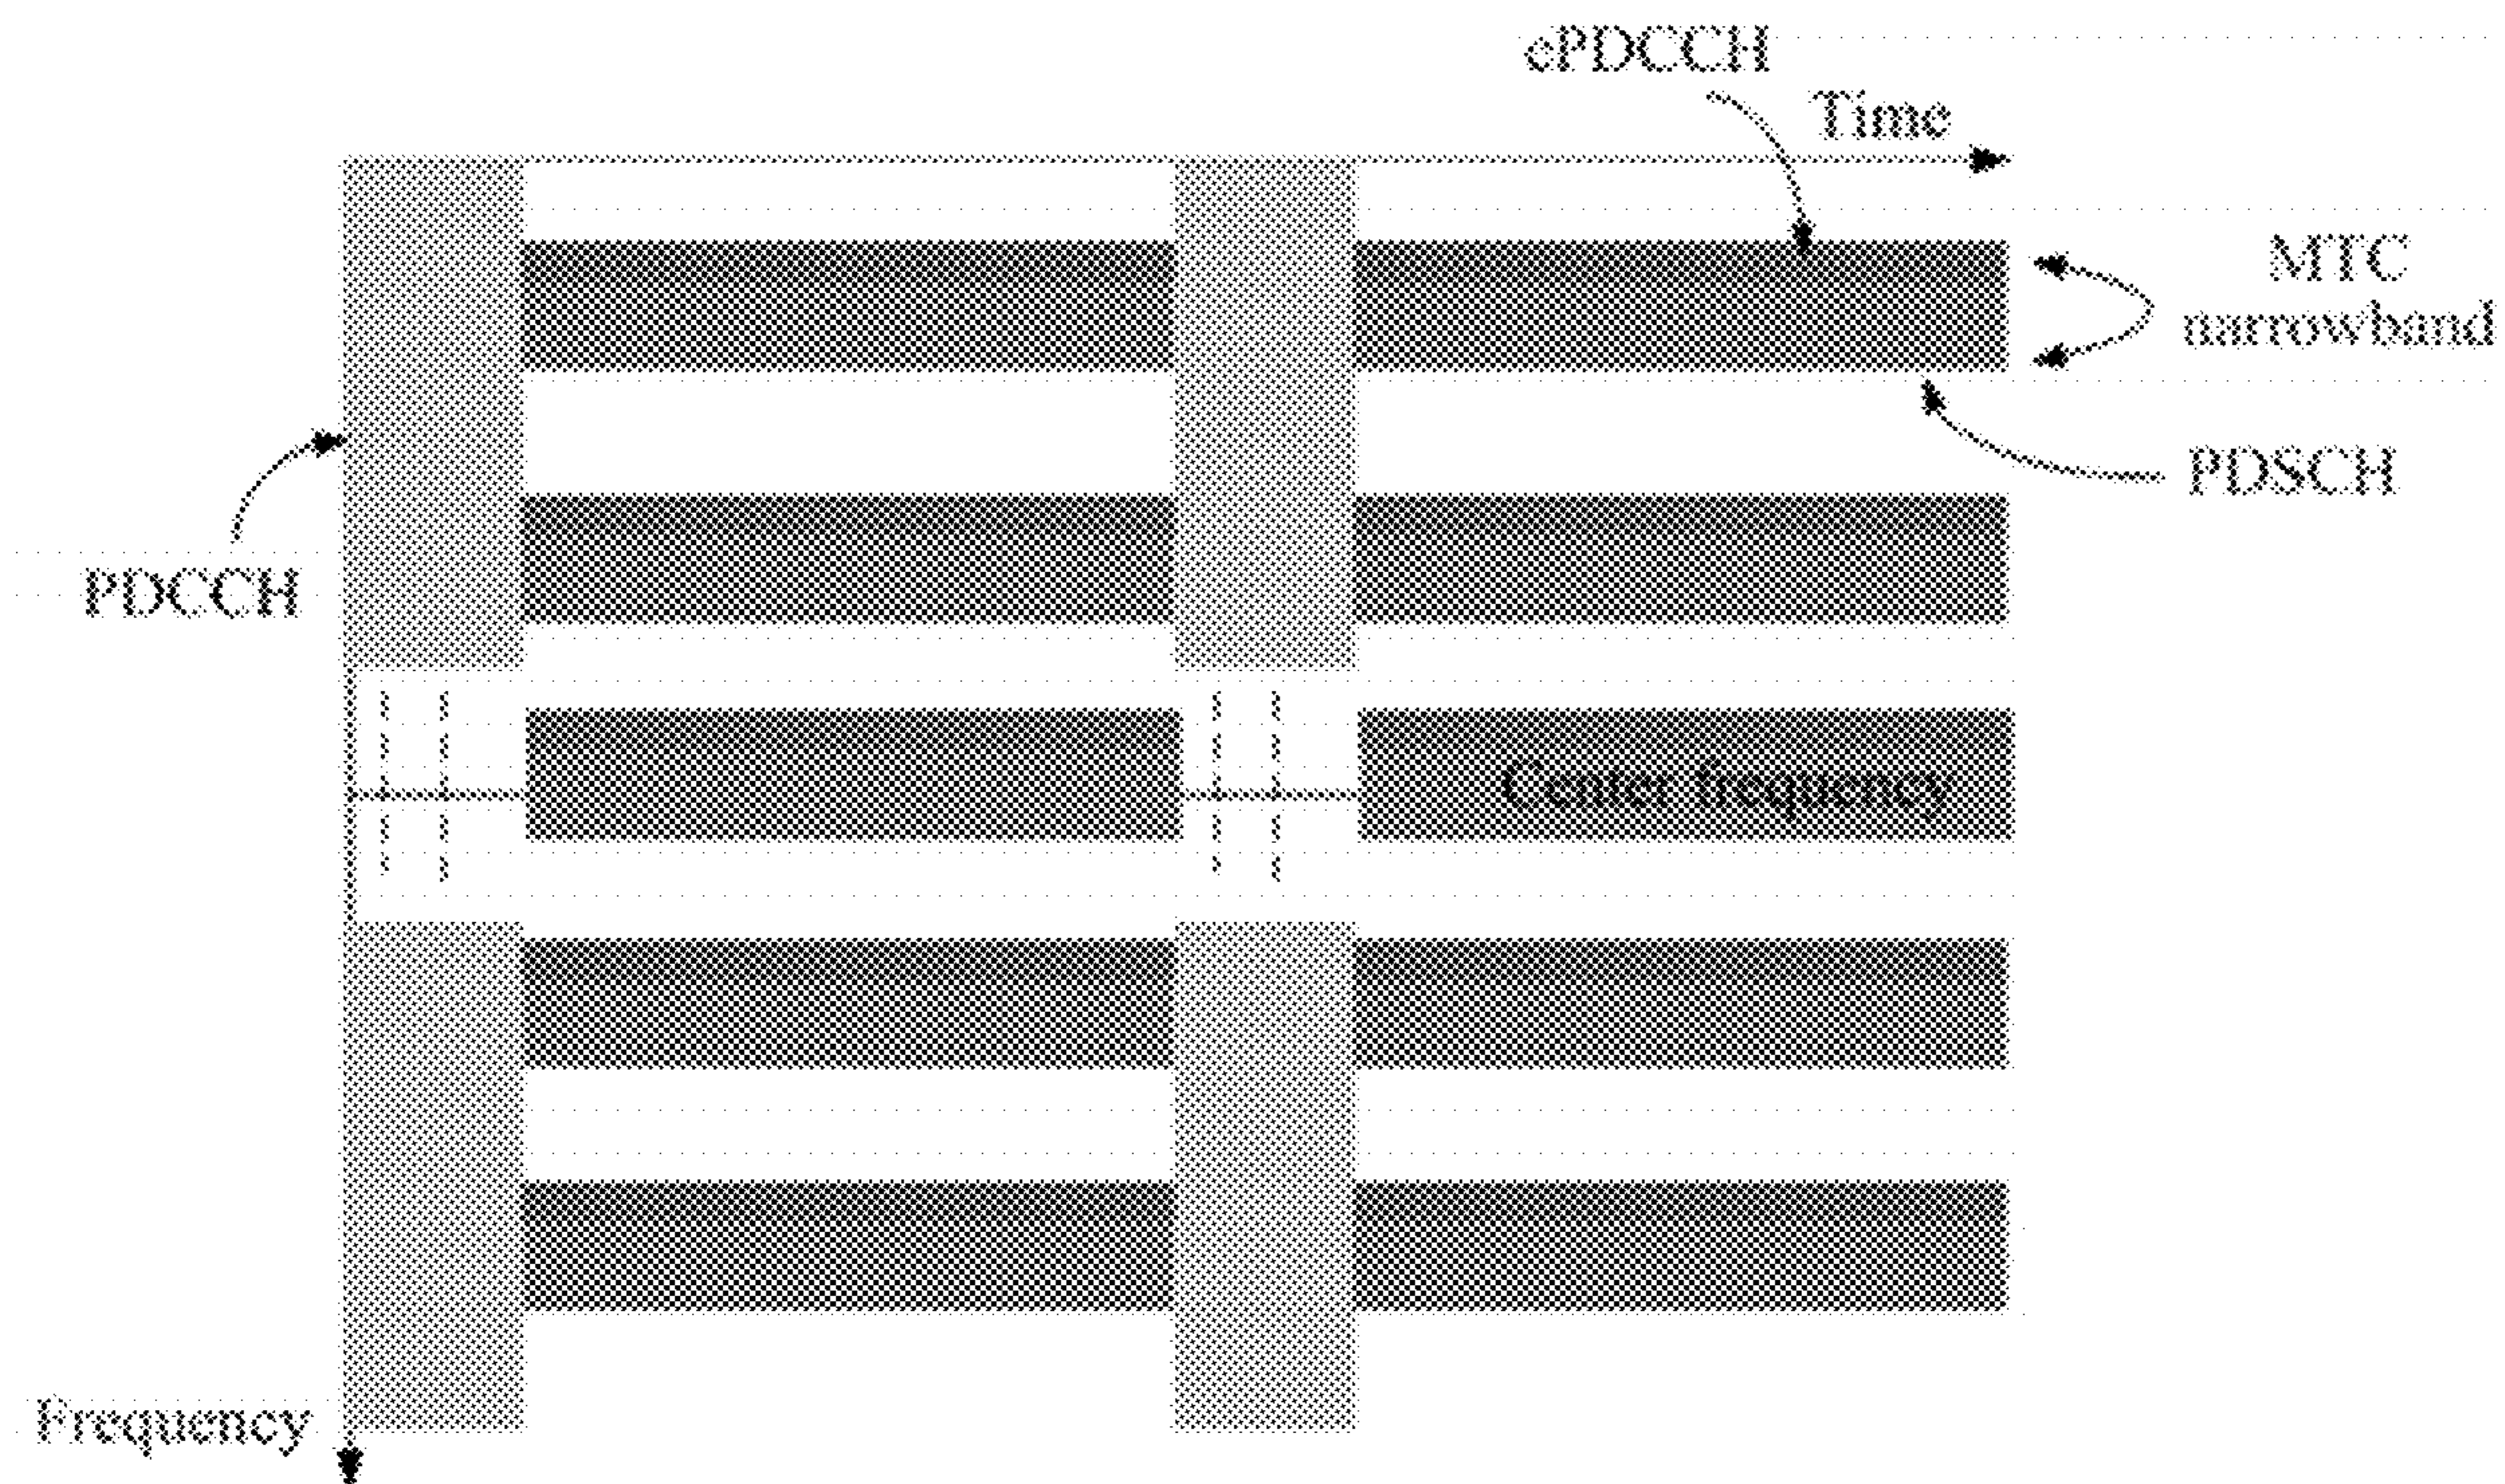 ePDCCH
Time
MTC
narrowband
PDSCH
PDCCH
Center frequency
Frequency